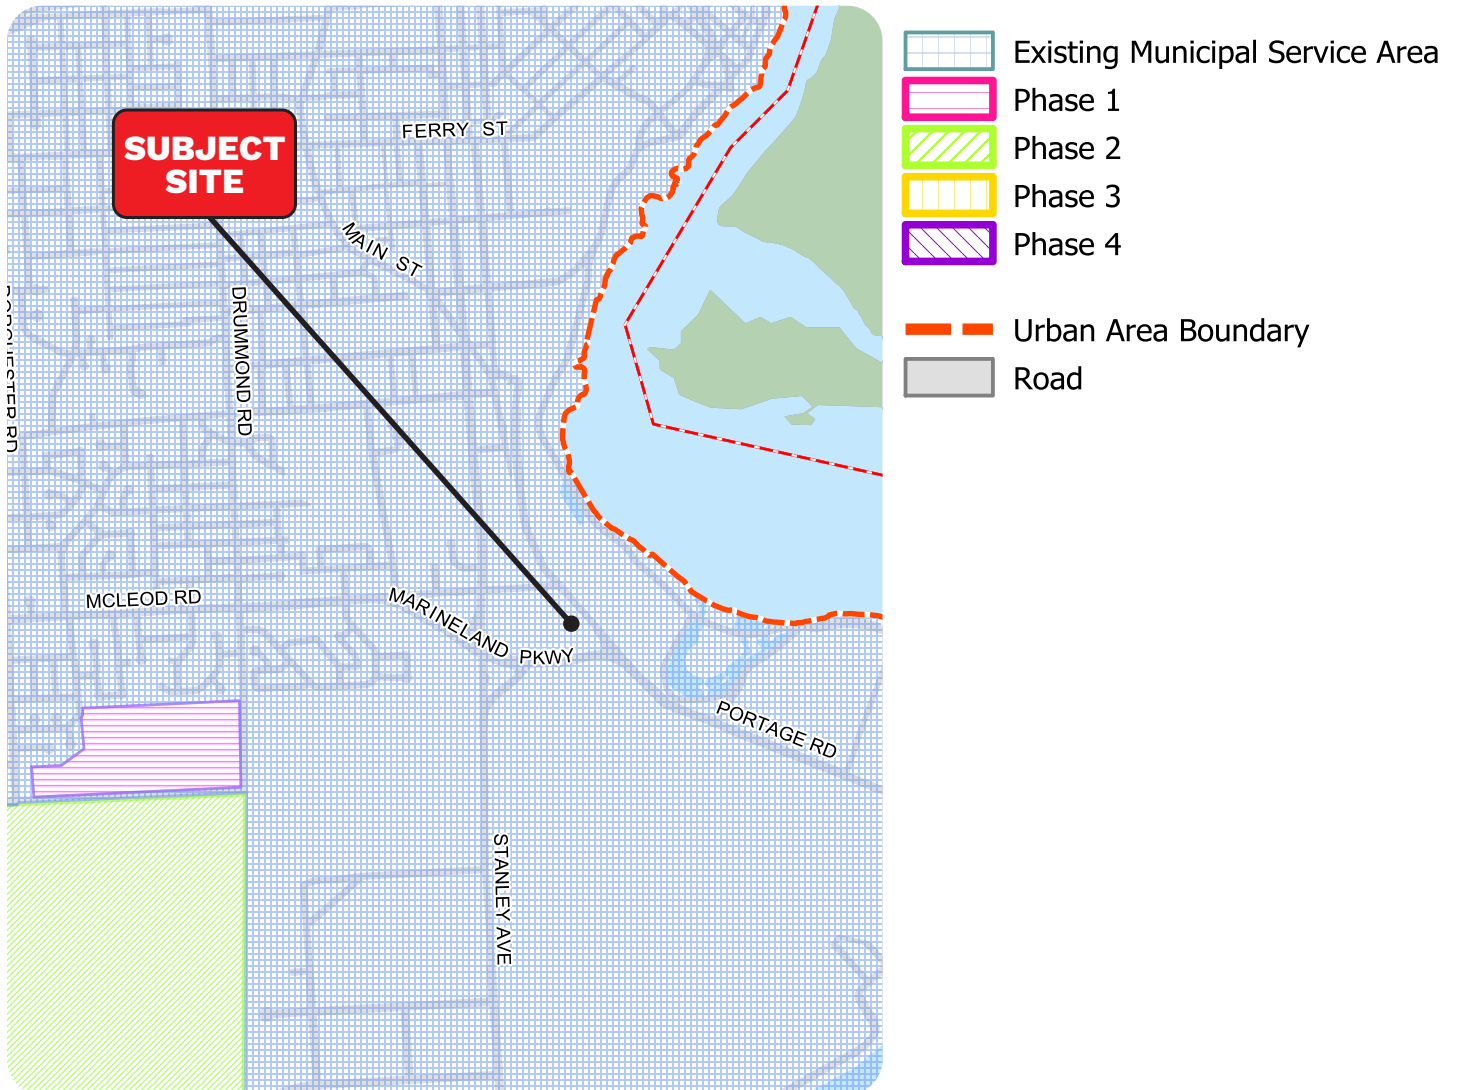 SUBJECT
SITE
FERRY ST
MAIN ST
DRUMMOND RD
MCLEOD RD
MARINELAND PKWY
PORTAGE RD
STANLEY AVE
Existing Municipal Service Area
Phase 1
Phase 2
Phase 3
Phase 4
Urban Area Boundary
Road